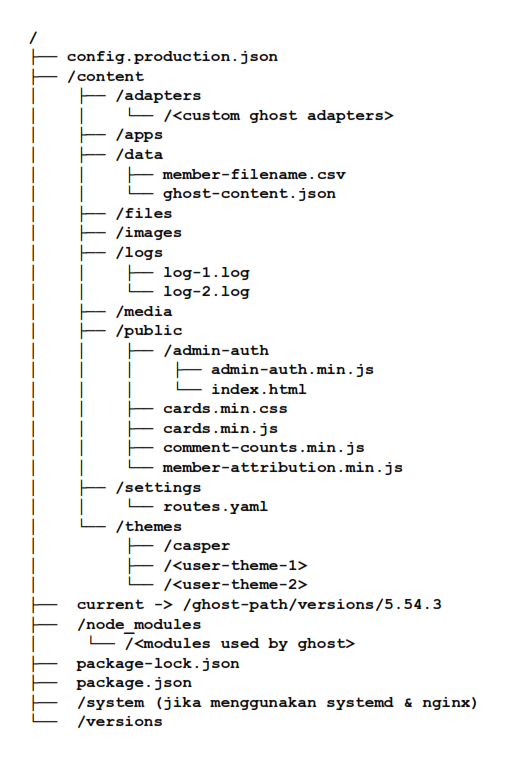 /
├── config.production.json
├── /content
│    ├── /adapters
│    │    └── /<custom ghost adapters>
│    ├── /apps
│    ├── /data
│    │    ├── member-filename.csv
│    │    └── ghost-content.json
│    ├── /files
│    ├── /images
│    ├── /logs
│    │    ├── log-1.log
│    │    └── log-2.log
│    ├── /media
│    ├── /public
│    │    ├── /admin-auth
│    │    │    ├── admin-auth.min.js
│    │    │    └── index.html
│    │    ├── cards.min.css
│    │    ├── cards.min.js
│    │    ├── comment-counts.min.js
│    │    └── member-attribution.min.js
│    ├── /settings
│    │    └── routes.yaml
│    └── /themes
│         ├── /casper
│         ├── /<user-theme-1>
│         └── /<user-theme-2>
├──  current -> /ghost-path/versions/5.54.3
├──  /node_modules
│     └── /<modules used by ghost>
├──  package-lock.json
├──  package.json
├──  /system (jika menggunakan systemd & nginx)
└──  /versions